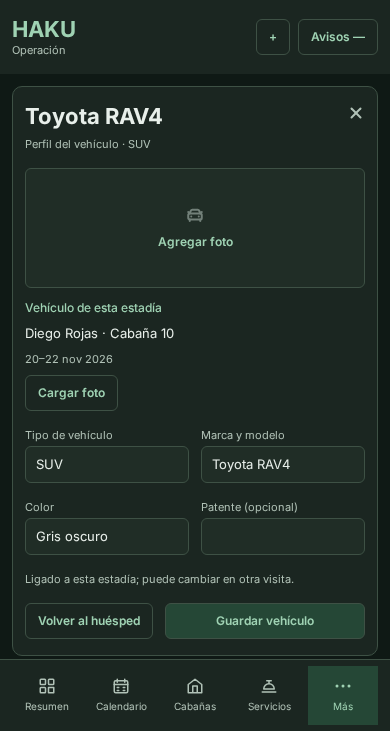 HAKU
Operación
+
Avisos —
Toyota RAV4
Perfil del vehículo · SUV
Agregar foto
Vehículo de esta estadía
Diego Rojas · Cabaña 10
20–22 nov 2026
Cargar foto
Tipo de vehículo
Marca y modelo
SUV
Toyota RAV4
Color
Patente (opcional)
Gris oscuro
Ligado a esta estadía; puede cambiar en otra visita.
Volver al huésped
Guardar vehículo
Resumen
Calendario
Cabañas
Servicios
Más